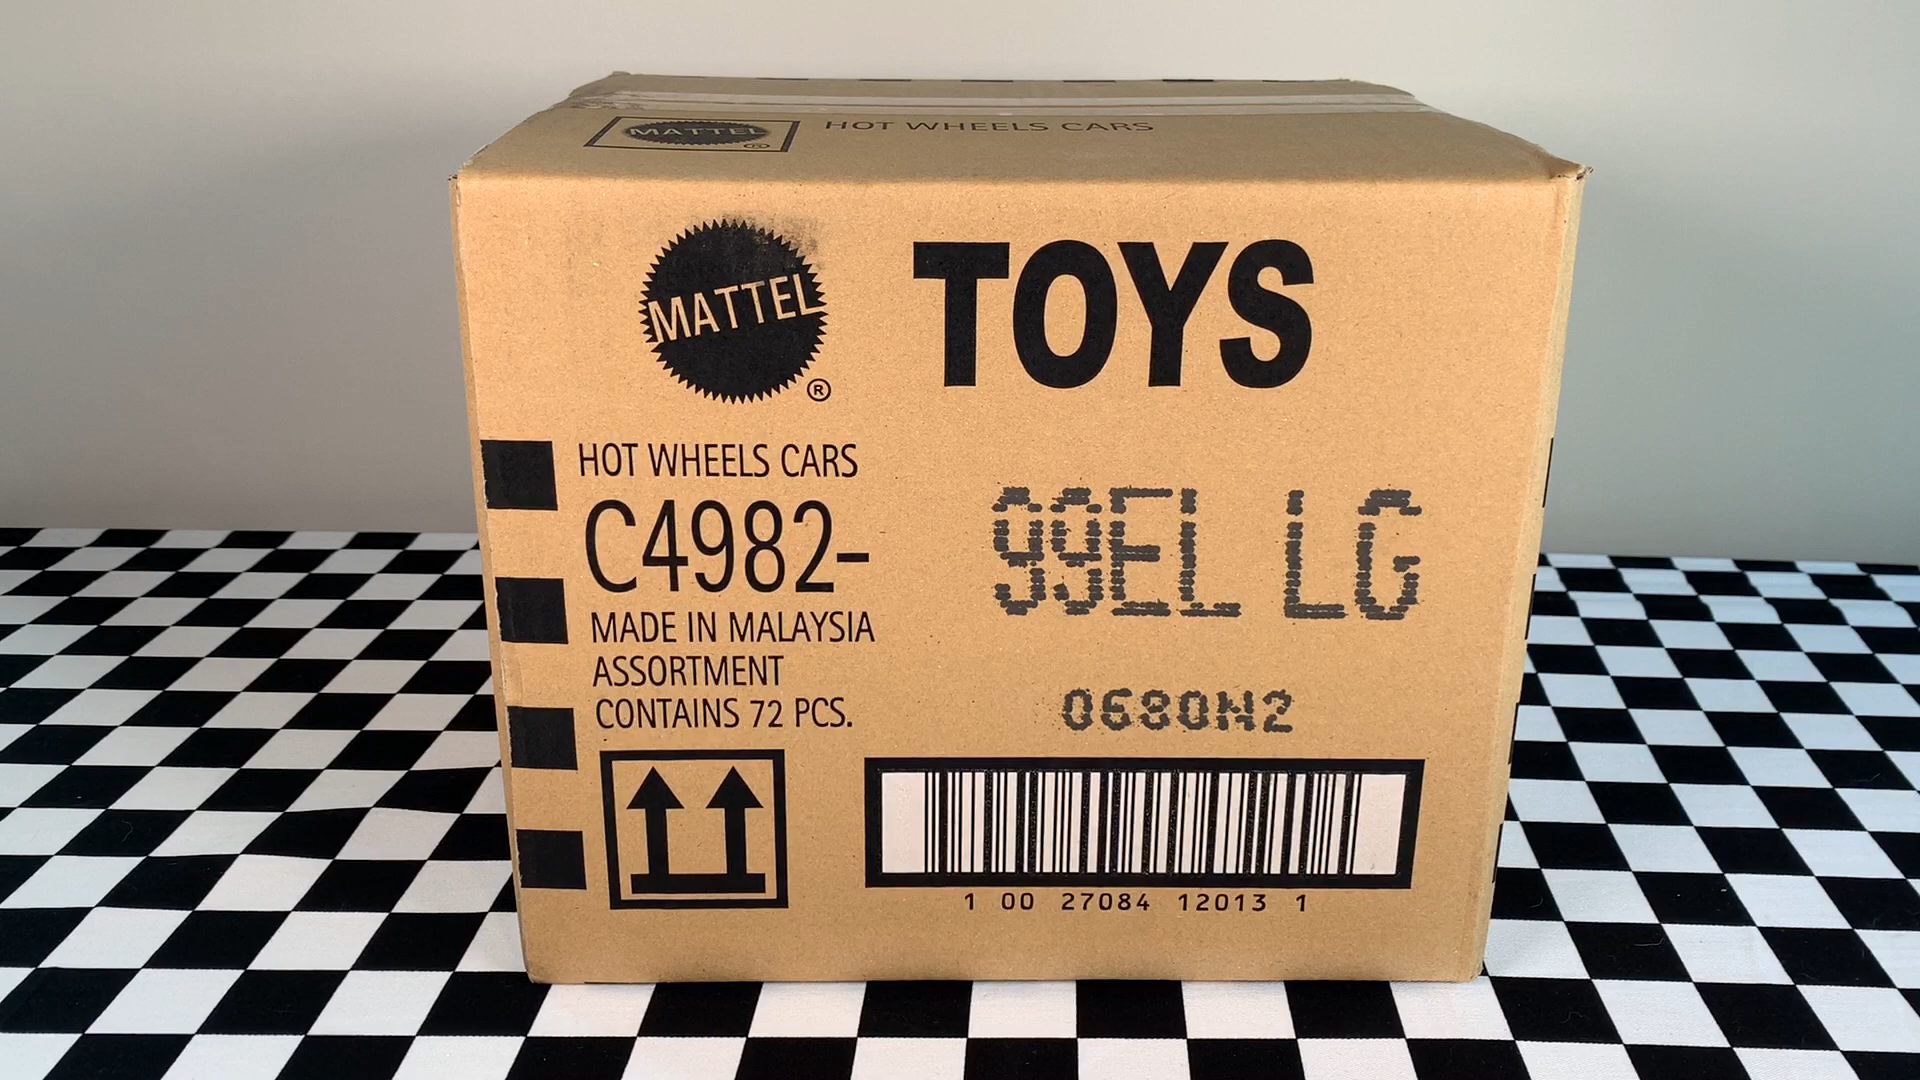 MATTEL ®
HOT WHEELS CARS
MATTEL ®
TOYS
HOT WHEELS CARS
C4982-
MADE IN MALAYSIA
ASSORTMENT
CONTAINS 72 PCS.
99EL LG
0680N2
1 00 27084 12013 1